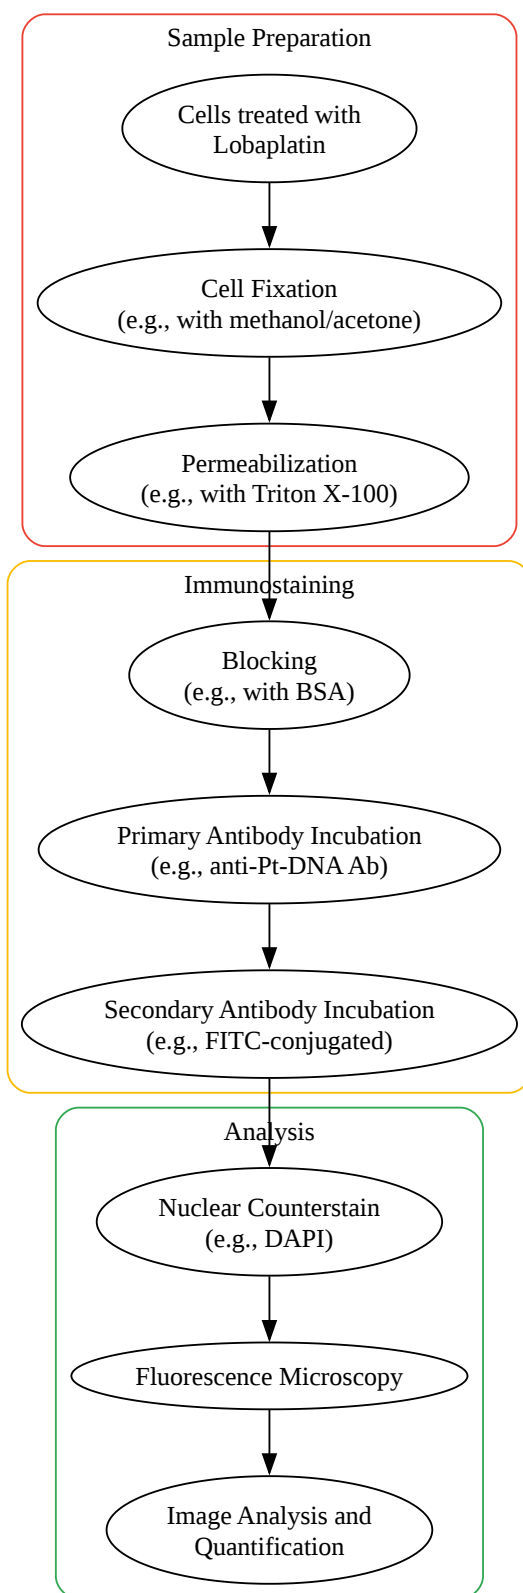 Sample Preparation
Cells treated with
Lobaplatin
Cell Fixation
(e.g., with methanol/acetone)
Permeabilization
(e.g., with Triton X-100)
Immunostaining
Blocking
(e.g., with BSA)
Primary Antibody Incubation
(e.g., anti-Pt-DNA Ab)
Secondary Antibody Incubation
(e.g., FITC-conjugated)
Analysis
Nuclear Counterstain
(e.g., DAPI)
Fluorescence Microscopy
Image Analysis and
Quantification